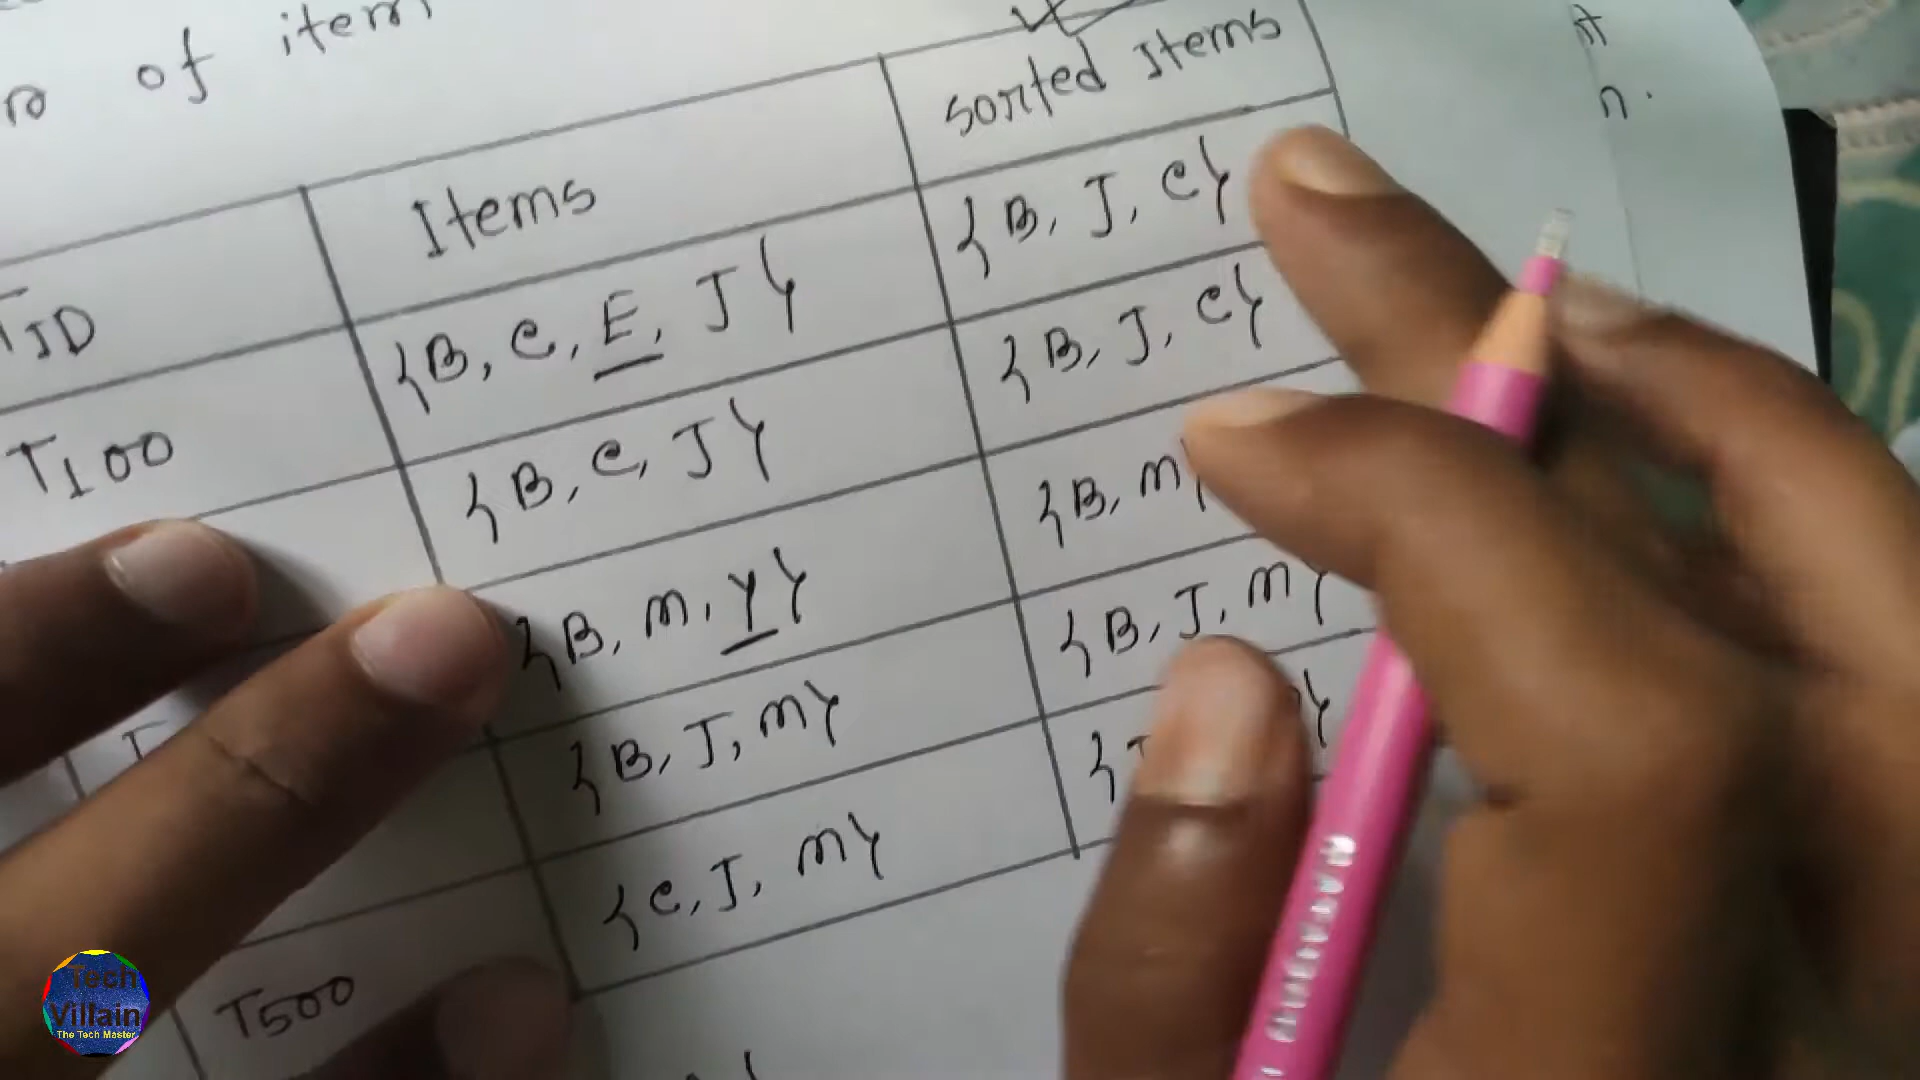 of item
TID Items Sorted Items
T100 {B, C, E, J} {B, J, C}
{B, C, J} {B, J, C}
{B, M, Y} {B, M}
{B, J, M} {B, J, M}
T500 {C, J, M}
n.
Tech
Villain
The Tech Master